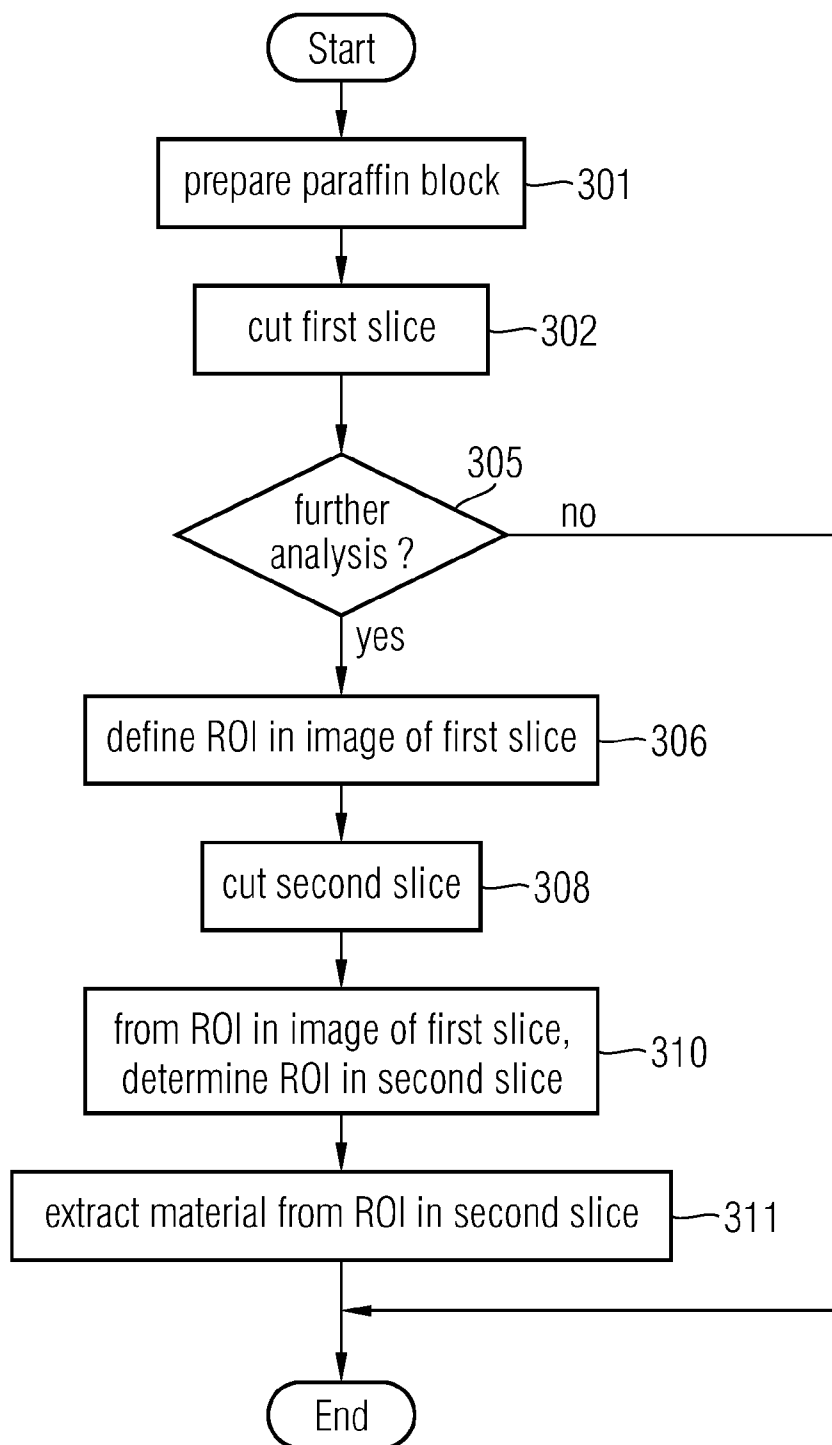 Start
prepare paraffin block
301
cut first slice
302
305
further
analysis ?
no
yes
define ROI in image of first slice
306
cut second slice
308
from ROI in image of first slice,
determine ROI in second slice
310
extract material from ROI in second slice
311
End